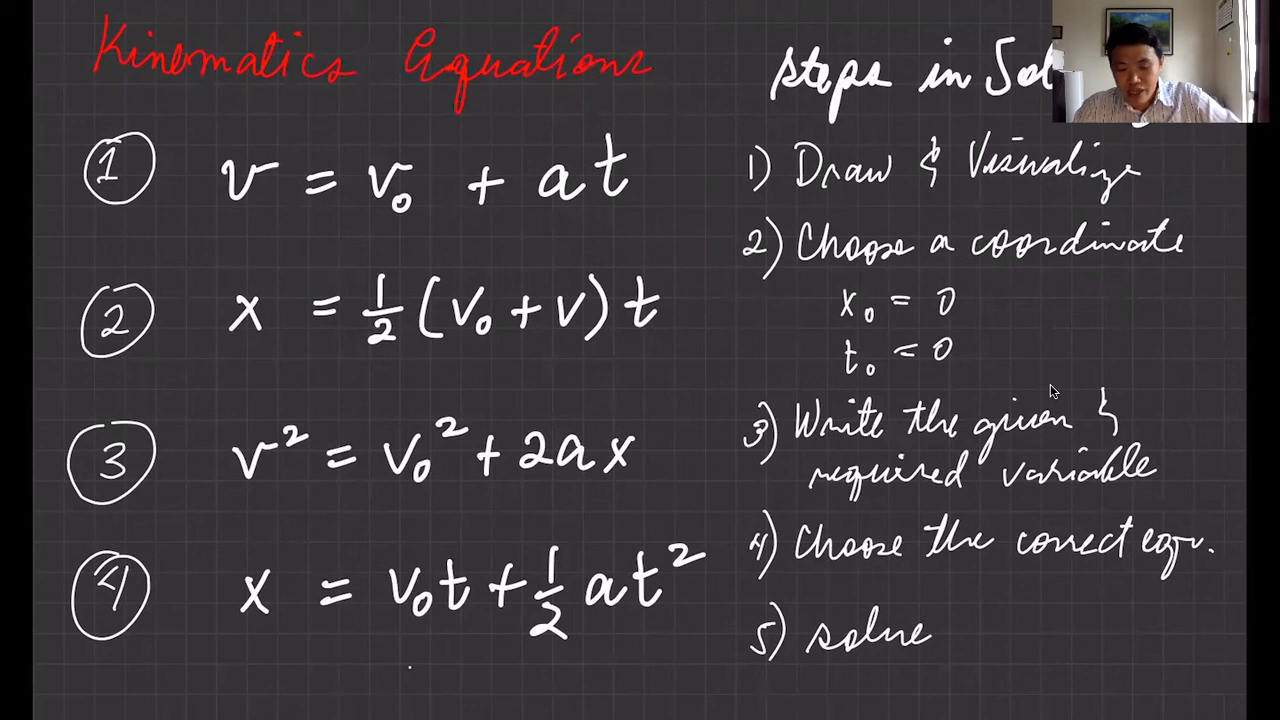 Kinematics Equations
① v = v₀ + at
② x = ½ (v₀ + v) t
③ v² = v₀² + 2ax
④ x = v₀t + ½ at²
steps in
1) Draw & Visualize
2) Choose a coordinate
x₀ = 0
t₀ = 0
3) Write the given &
required variable
4) Choose the correct eqn.
5) solve